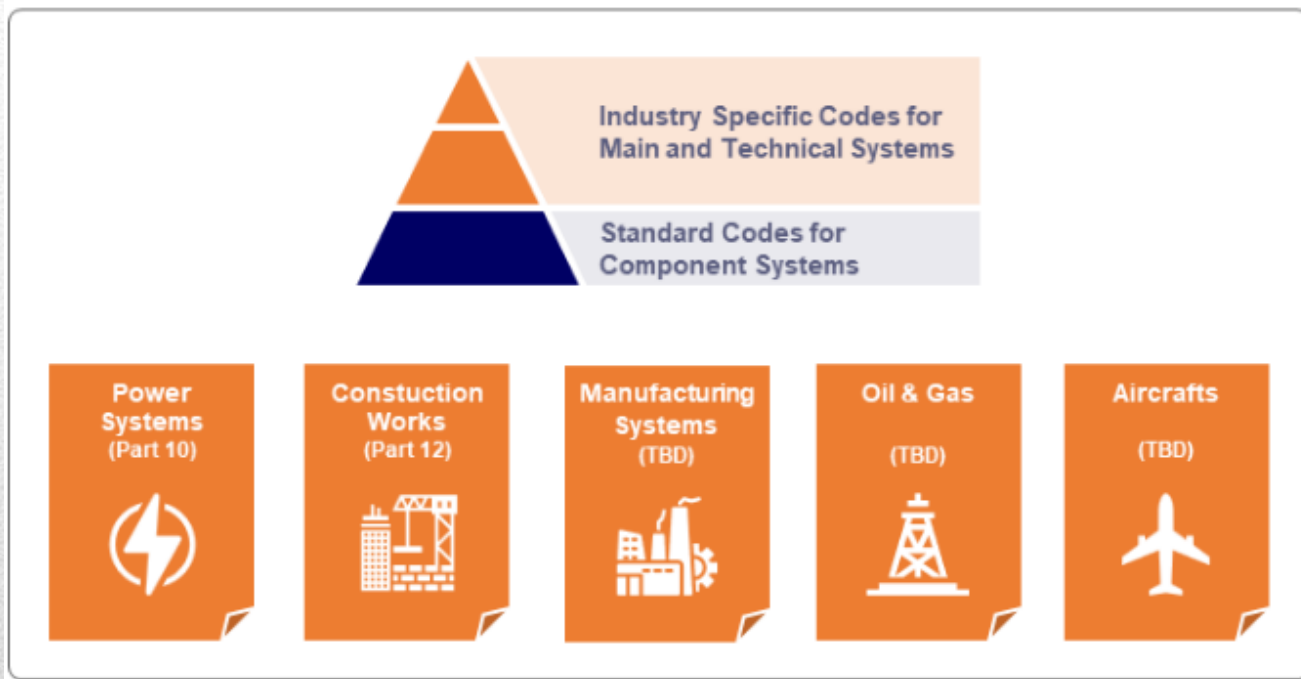 Industry Specific Codes for
Main and Technical Systems
Standard Codes for
Component Systems
Power
Systems
(Part 10)
Constuction
Works
(Part 12)
Manufacturing
Systems
(TBD)
Oil & Gas
(TBD)
Aircrafts
(TBD)